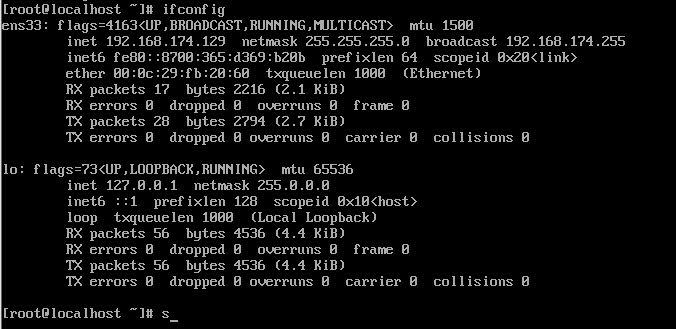 [root@localhost ~]# ifconfig
ens33: flags=4163<UP,BROADCAST,RUNNING,MULTICAST>  mtu 1500
        inet 192.168.174.129  netmask 255.255.255.0  broadcast 192.168.174.255
        inet6 fe80::8700:365:d369:b20b  prefixlen 64  scopeid 0x20<link>
        ether 00:0c:29:fb:20:60  txqueuelen 1000  (Ethernet)
        RX packets 17  bytes 2216 (2.1 KiB)
        RX errors 0  dropped 0  overruns 0  frame 0
        TX packets 28  bytes 2794 (2.7 KiB)
        TX errors 0  dropped 0 overruns 0  carrier 0  collisions 0
lo: flags=73<UP,LOOPBACK,RUNNING>  mtu 65536
        inet 127.0.0.1  netmask 255.0.0.0
        inet6 ::1  prefixlen 128  scopeid 0x10<host>
        loop  txqueuelen 1000  (Local Loopback)
        RX packets 56  bytes 4536 (4.4 KiB)
        RX errors 0  dropped 0  overruns 0  frame 0
        TX packets 56  bytes 4536 (4.4 KiB)
        TX errors 0  dropped 0 overruns 0  carrier 0  collisions 0
[root@localhost ~]# s_